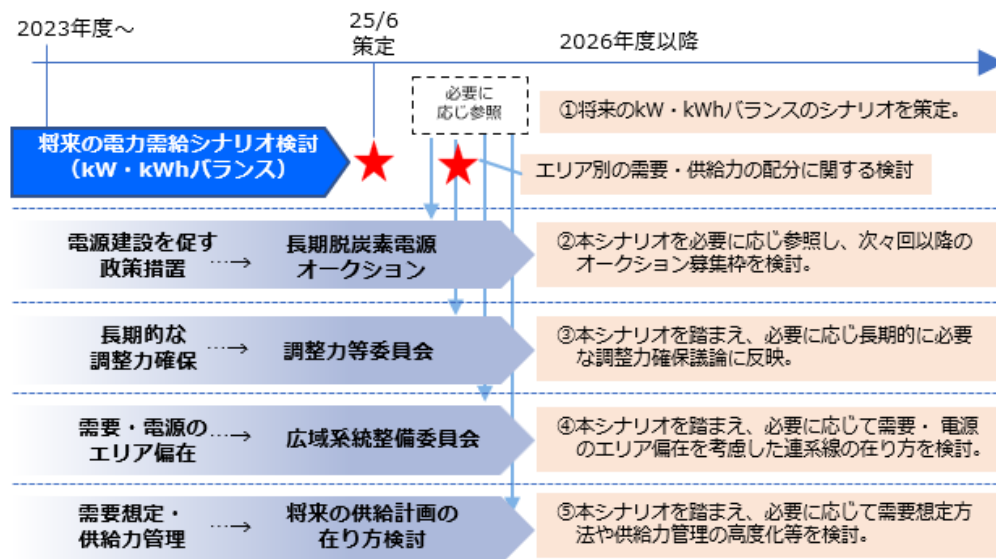 2023年度～
25/6
策定
2026年度以降
必要に
応じ参照
将来の電力需給シナリオ検討
（kW・kWhバランス）
①将来のkW・kWhバランスのシナリオを策定。
エリア別の需要・供給力の配分に関する検討
電源建設を促す
政策措置
…→
長期脱炭素電源
オークション
②本シナリオを必要に応じ参照し、次々回以降の
オークション募集枠を検討。
長期的な
調整力確保
…→
調整力等委員会
③本シナリオを踏まえ、必要に応じ長期的に必要
な調整力確保議論に反映。
需要・電源の
エリア偏在
…→
広域系統整備委員会
④本シナリオを踏まえ、必要に応じて需要・ 電源
のエリア偏在を考慮した連系線の在り方を検討。
需要想定・
供給力管理
…→
将来の供給計画の
在り方検討
⑤本シナリオを踏まえ、必要に応じて需要想定方
法や供給力管理の高度化等を検討。